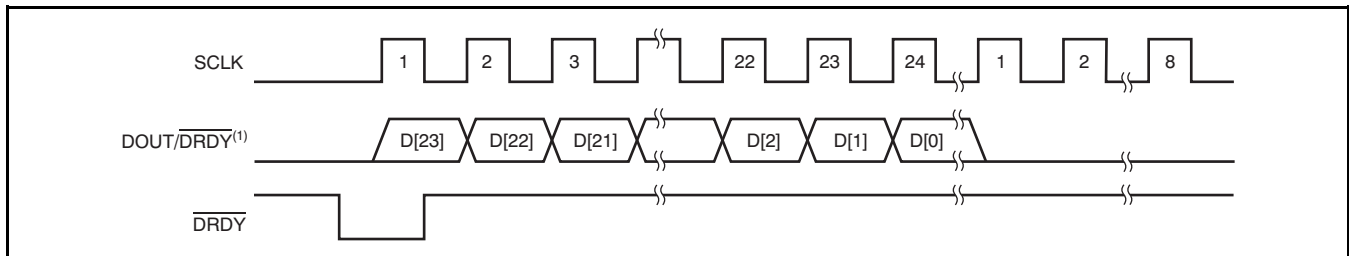 SCLK 1 2 3 22 23 24 1 2 8
DOUT/DRDY(1) D[23] D[22] D[21] D[2] D[1] D[0]
DRDY